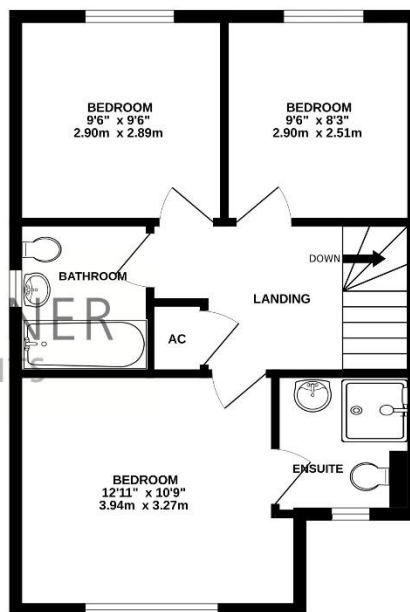 BEDROOM
9'6" x 9'6"
2.90m x 2.89m
BEDROOM
9'6" x 8'3"
2.90m x 2.51m
DOWN
BATHROOM
LANDING
AC
ENSUITE
BEDROOM
12'11" x 10'9"
3.94m x 3.27m